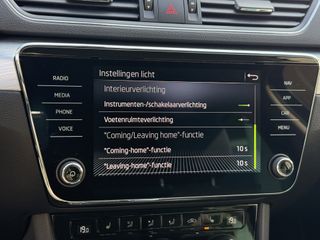 RADIO
MEDIA
PHONE
VOICE
Instellingen licht
Interieurverlichting
Instrumenten-/schakelaarverlichting
Voetenruimteverlichting
"Coming/Leaving home"-functie
"Coming-home"-functie 10 s
"Leaving-home"-functie 10 s
NAV
APP
CAR
MENU